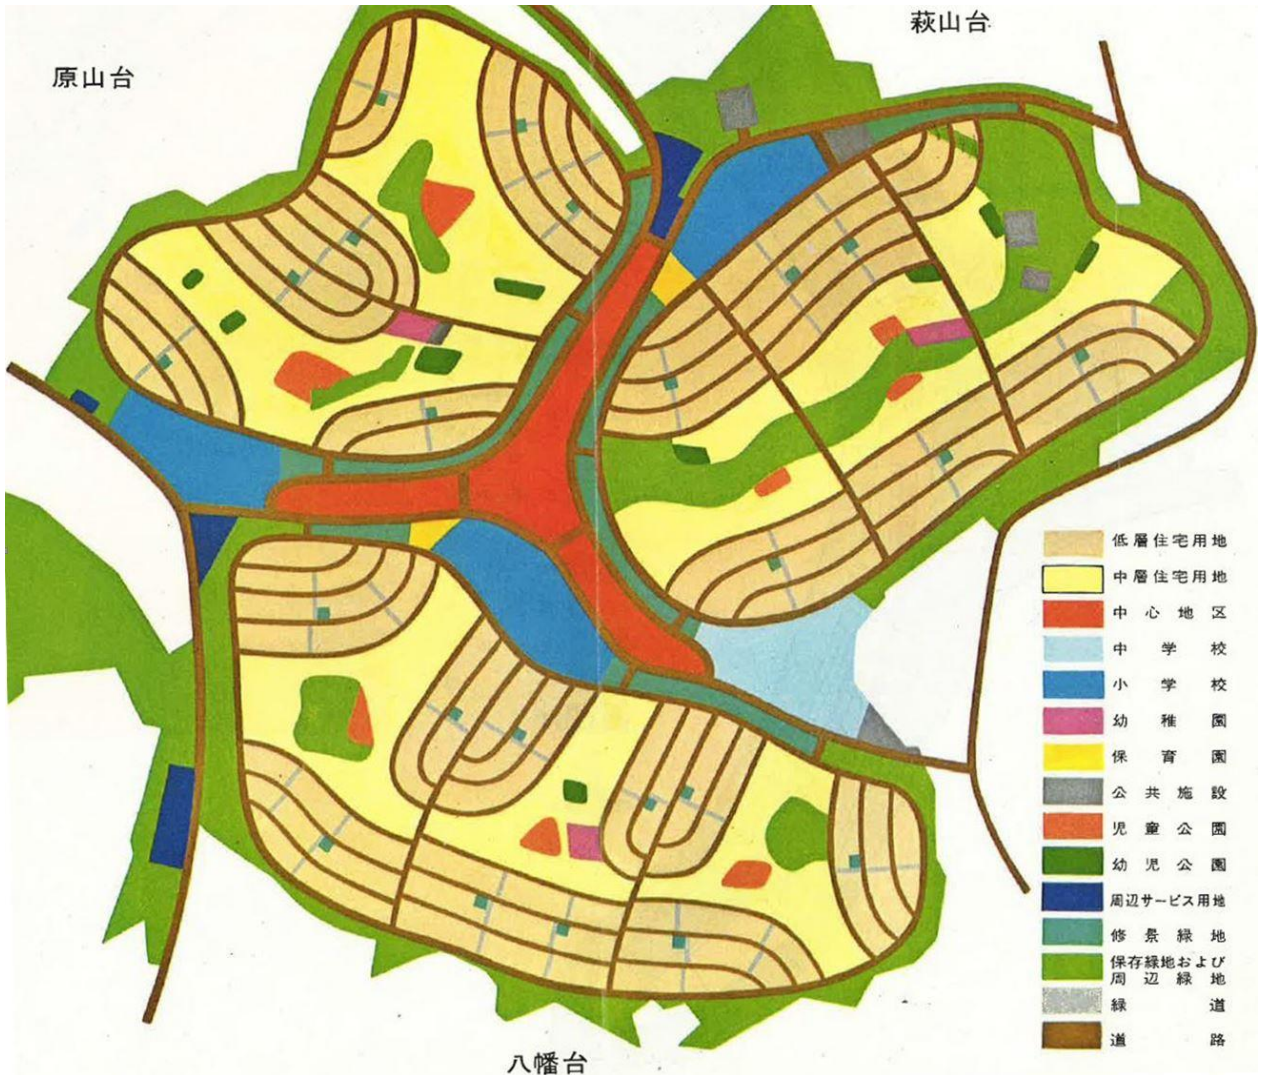 萩山台
原山台
低層住宅用地
中層住宅用地
中心地区
中学校
小学校
幼稚園
保育園
公共施設
児童公園
幼児公園
周辺サービス用地
修景緑地
保存緑地および
周辺緑地
緑道
道路
八幡台